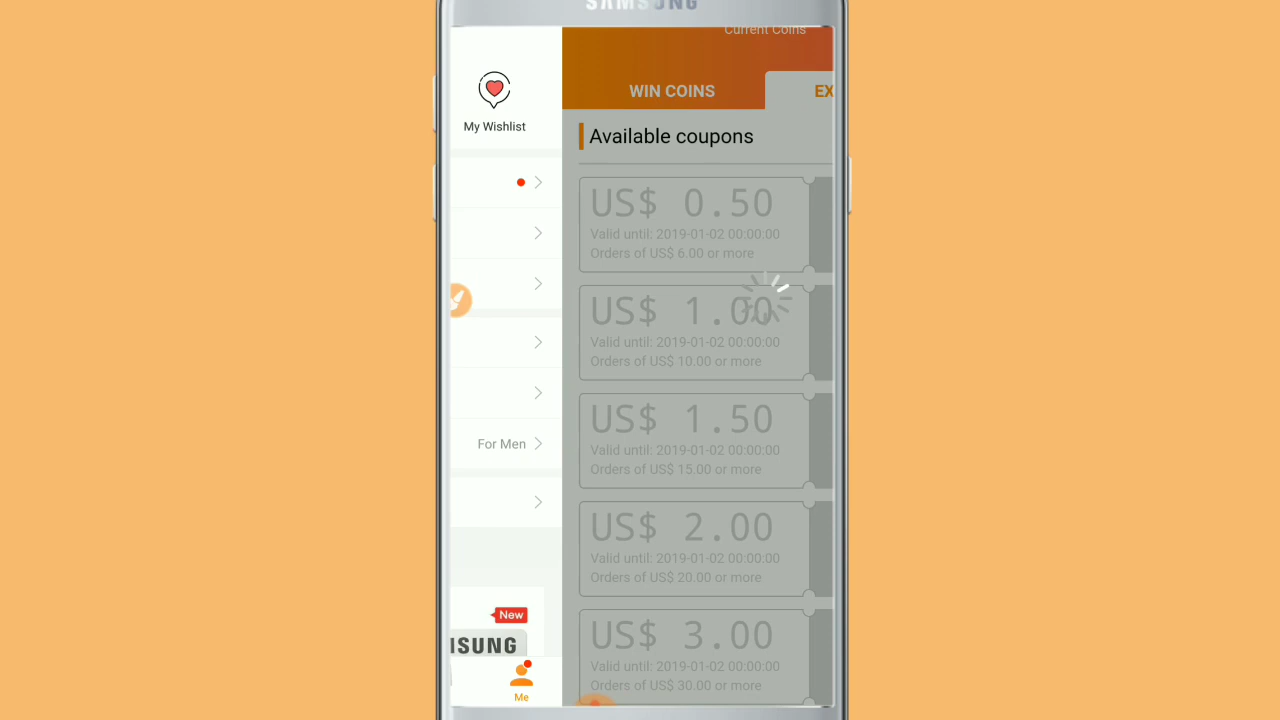 SAMSUNG
My Wishlist
For Men
New
SUNG
Me
Current Coins
WIN COINS
EX
Available coupons
US$ 0.50
Valid until: 2019-01-02 00:00:00
Orders of US$ 6.00 or more
US$ 1.00
Valid until: 2019-01-02 00:00:00
Orders of US$ 10.00 or more
US$ 1.50
Valid until: 2019-01-02 00:00:00
Orders of US$ 15.00 or more
US$ 2.00
Valid until: 2019-01-02 00:00:00
Orders of US$ 20.00 or more
US$ 3.00
Valid until: 2019-01-02 00:00:00
Orders of US$ 30.00 or more